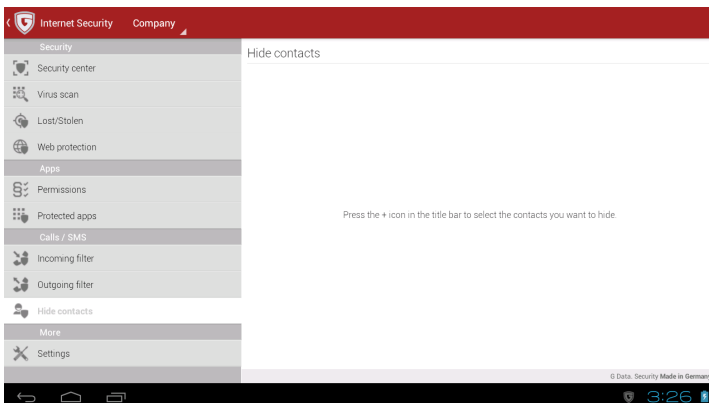 Internet Security Company
Security
Security center
Virus scan
Lost/Stolen
Web protection
Apps
Permissions
Protected apps
Calls / SMS
Incoming filter
Outgoing filter
Hide contacts
More
Settings
Hide contacts
Press the + icon in the title bar to select the contacts you want to hide.
G Data. Security Made in Germany
3:26